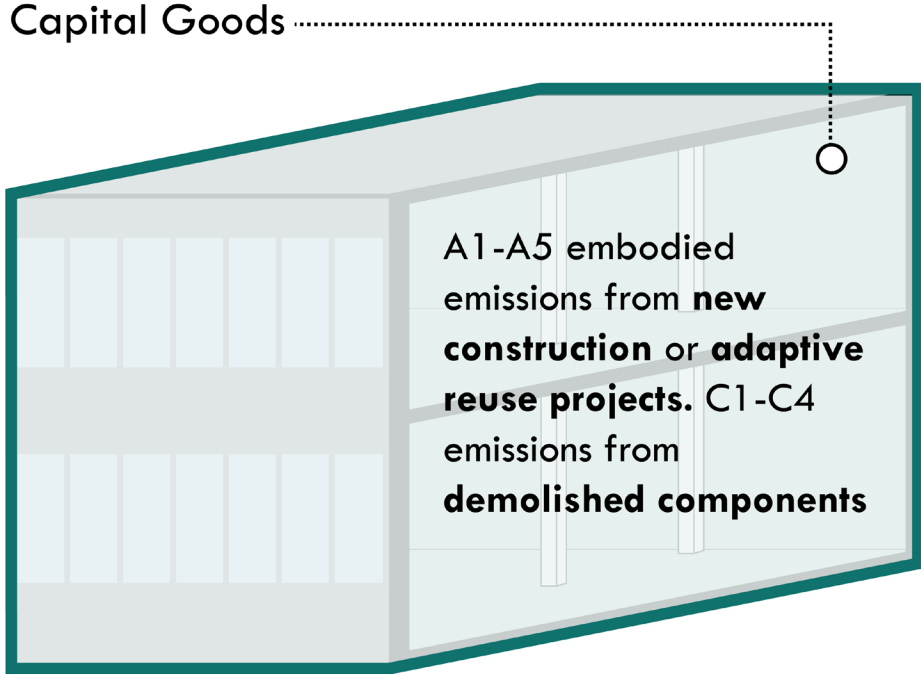 Capital Goods
A1-A5 embodied
emissions from new
construction or adaptive
reuse projects. C1-C4
emissions from
demolished components